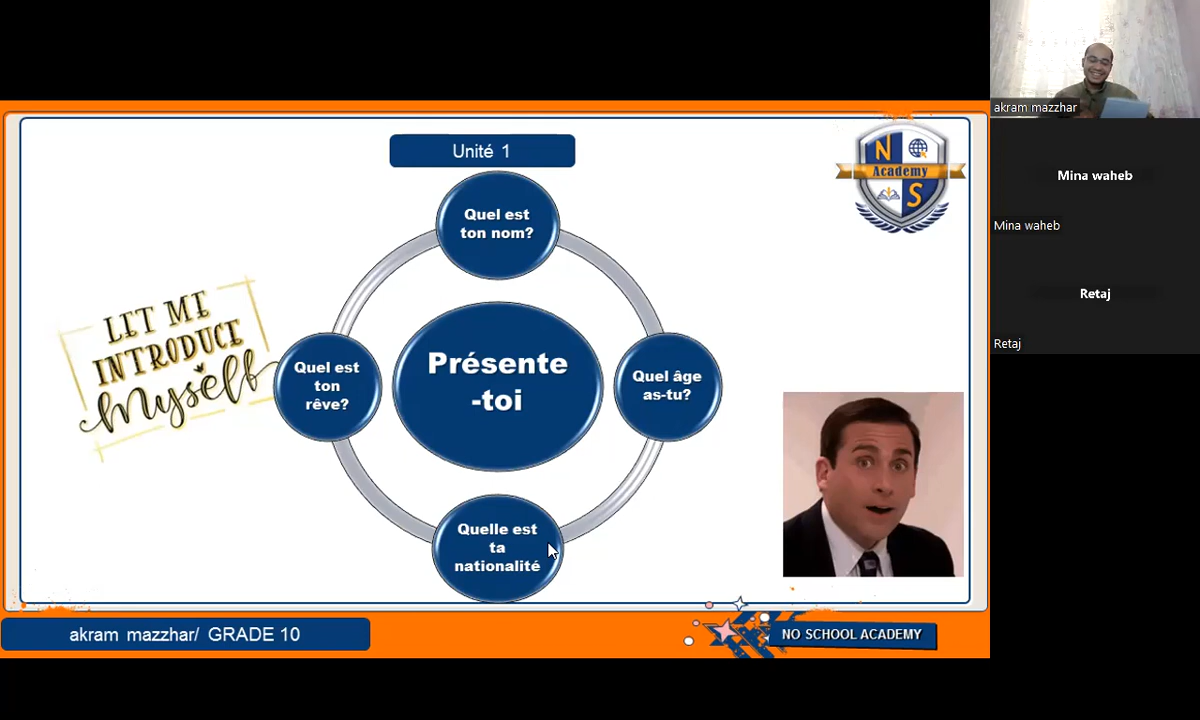 Unité 1
N
Academy
S
Quel est
ton nom?
LET ME
INTRODUCE
Myself
Quel est
ton
rêve?
Présente
-toi
Quel âge
as-tu?
Quelle est
ta
nationalité
akram mazzhar/ GRADE 10
NO SCHOOL ACADEMY
akram mazzhar
Mina waheb
Mina waheb
Retaj
Retaj